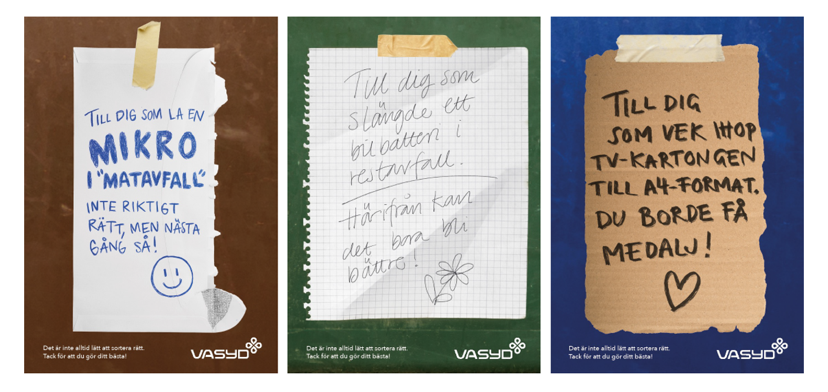 TILL DIG SOM LA EN
MIKRO
I "MATAVFALL"
INTE RIKTIGT
RÄTT, MEN NÄSTA
GÅNG SÅ!
Det är inte alltid lätt att sortera rätt.
Tack för att du gör ditt bästa!
VASYD
Till dig som
slängde ett
bilbatteri i
restavfall.
Härifrån kan
det bara bli
bättre!
Det är inte alltid lätt att sortera rätt.
Tack för att du gör ditt bästa!
VASYD
TILL DIG
SOM VEK IHOP
TV-KARTONGEN
TILL A4-FORMAT.
DU BORDE FÅ
MEDALJ!
Det är inte alltid lätt att sortera rätt.
Tack för att du gör ditt bästa!
VASYD